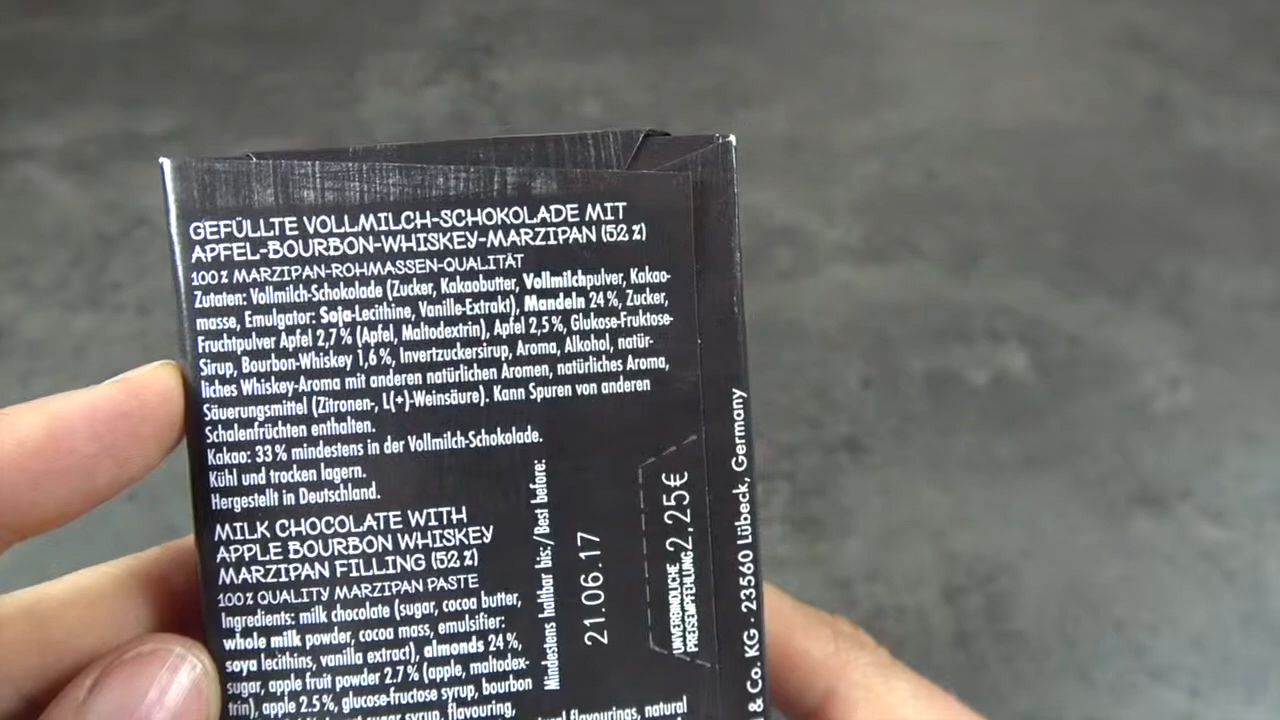 GEFÜLLTE VOLLMILCH-SCHOKOLADE MIT
APFEL-BOURBON-WHISKEY-MARZIPAN (52 %)
100% MARZIPAN-ROHMASSEN-QUALITÄT
Zutaten: Vollmilch-Schokolade (Zucker, Kakaobutter, Vollmilchpulver, Kakao-
masse, Emulgator: Soja-Lecithine, Vanille-Extrakt), Mandeln 24%, Zucker,
Fruchtpulver Apfel 2,7% (Apfel, Maltodextrin), Apfel 2,5%, Glukose-Fruktose-
Sirup, Bourbon-Whiskey 1,6%, Invertzuckersirup, Aroma, Alkohol, natür-
liches Whiskey-Aroma mit anderen natürlichen Aromen, natürliches Aroma,
Säuerungsmittel (Zitronen-, L(+)-Weinsäure). Kann Spuren von anderen
Schalenfrüchten enthalten.
Kakao: 33% mindestens in der Vollmilch-Schokolade.
Kühl und trocken lagern.
Hergestellt in Deutschland.
MILK CHOCOLATE WITH
APPLE BOURBON WHISKEY
MARZIPAN FILLING (52 %)
100% QUALITY MARZIPAN PASTE
Ingredients: milk chocolate (sugar, cocoa butter,
whole milk powder, cocoa mass, emulsifier:
soya lecithins, vanilla extract), almonds 24%,
sugar, apple fruit powder 2.7% (apple, maltodex-
trin), apple 2.5%, glucose-fructose syrup, bourbon
sugar syrup, flavouring,
flavourings, natural
Mindestens haltbar bis:/Best before:
21.06.17
UNVERBINDLICHE
PREISEMPFEHLUNG
2,25€
& Co. KG · 23560 Lübeck, Germany